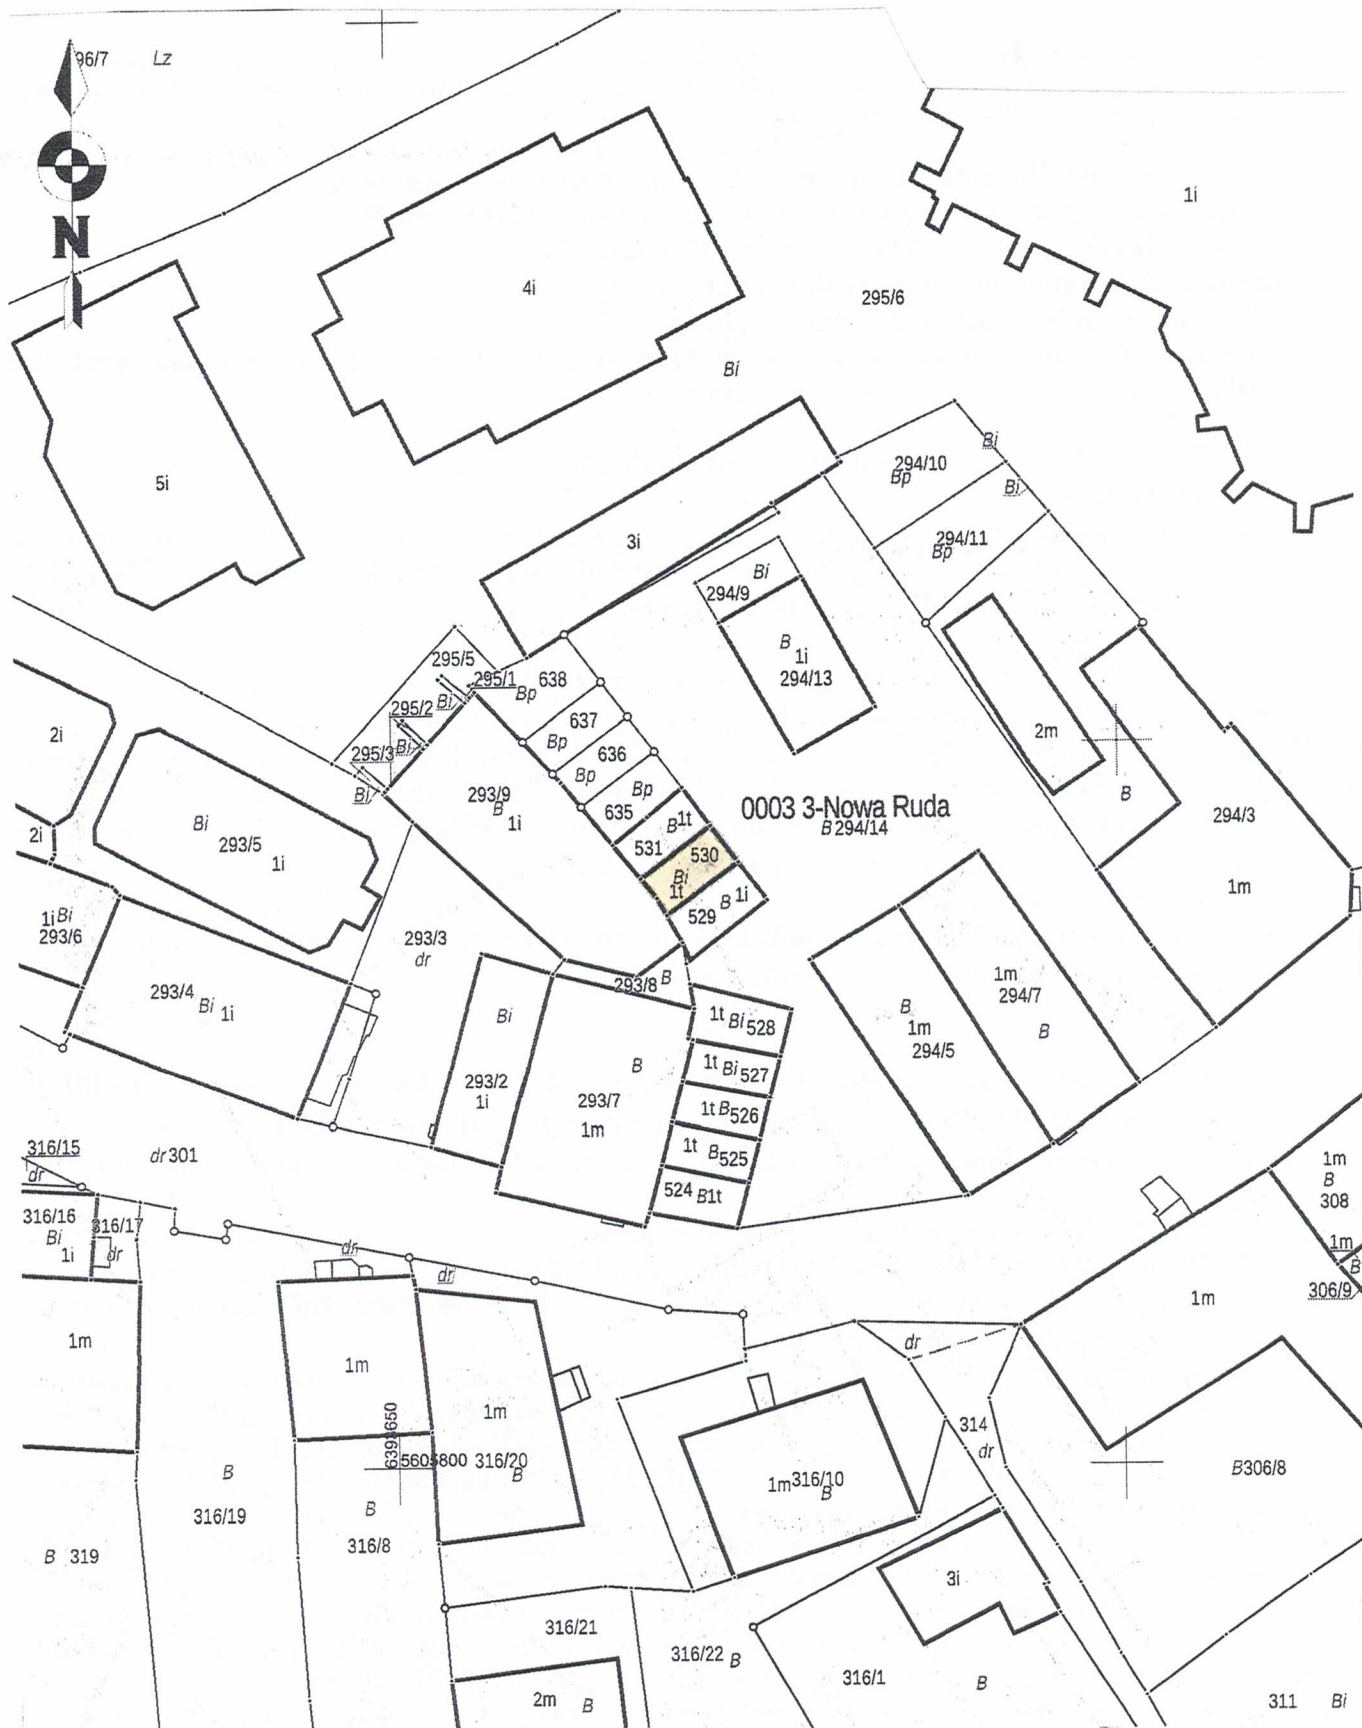 96/7 Lz
N
1i
4i
295/6
Bi
5i
294/10
Bp
Bi
Bi
294/11
Bp
3i
Bi
294/9
B
1i
294/13
295/5
295/1
638
Bp
295/2
Bi
637
Bp
Bi
295/3
636
Bp
Bi
2i
2m
293/9
B
1i
Bp
635
B
0003 3-Nowa Ruda
B 294/14
294/3
1m
Bi
293/5
1i
2i
B 1t
531
530
Bi
1t
B 1i
529
1i Bi
293/6
293/3
dr
293/8
B
293/4
Bi
1i
Bi
1m
294/7
B
B
1m
294/5
1t Bi 528
1t Bi 527
1t B 526
1t B 525
524 B1t
B
293/2
1i
293/7
1m
316/15
dr
dr 301
1m
B
308
316/16
Bi
1i
316/17
dr
dr
dr
1m
B
306/9
1m
1m
1m
1m
dr
6393650
5605800
316/20
B
1m 316/10
B
314
dr
B306/8
B
316/19
B
316/8
B 319
3i
316/21
316/22 B
316/1
B
2m B
311 Bi